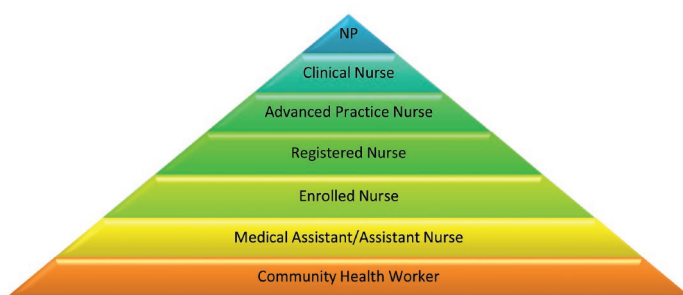 NP
Clinical Nurse
Advanced Practice Nurse
Registered Nurse
Enrolled Nurse
Medical Assistant/Assistant Nurse
Community Health Worker